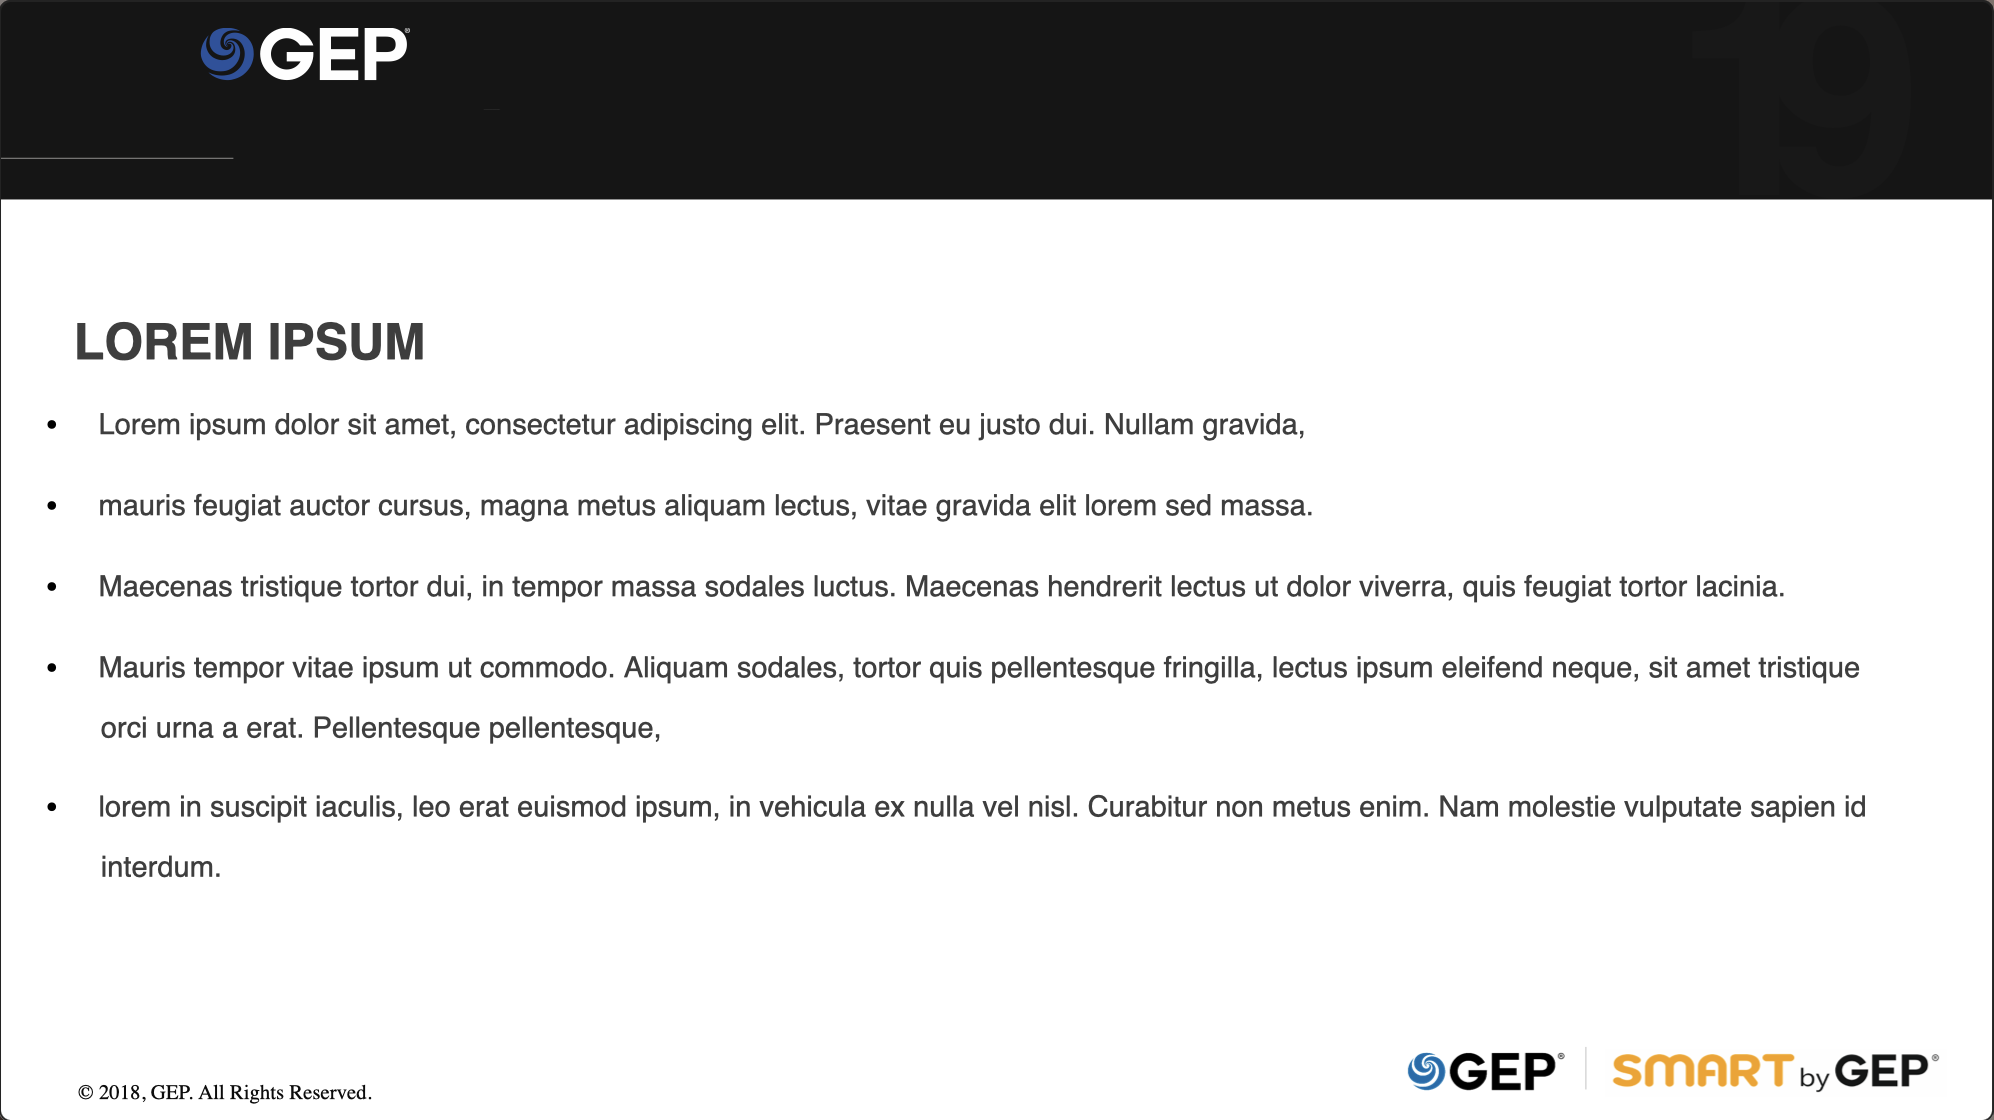 GEP®
19
LOREM IPSUM
• Lorem ipsum dolor sit amet, consectetur adipiscing elit. Praesent eu justo dui. Nullam gravida,
• mauris feugiat auctor cursus, magna metus aliquam lectus, vitae gravida elit lorem sed massa.
• Maecenas tristique tortor dui, in tempor massa sodales luctus. Maecenas hendrerit lectus ut dolor viverra, quis feugiat tortor lacinia.
• Mauris tempor vitae ipsum ut commodo. Aliquam sodales, tortor quis pellentesque fringilla, lectus ipsum eleifend neque, sit amet tristique
orci urna a erat. Pellentesque pellentesque,
• lorem in suscipit iaculis, leo erat euismod ipsum, in vehicula ex nulla vel nisl. Curabitur non metus enim. Nam molestie vulputate sapien id
interdum.
© 2018, GEP. All Rights Reserved.
GEP® SMART by GEP®